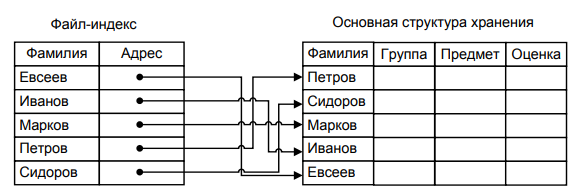 Файл-индекс
Основная структура хранения
Фамилия Адрес
Евсеев
Иванов
Марков
Петров
Сидоров
Фамилия Группа Предмет Оценка
Петров
Сидоров
Марков
Иванов
Евсеев